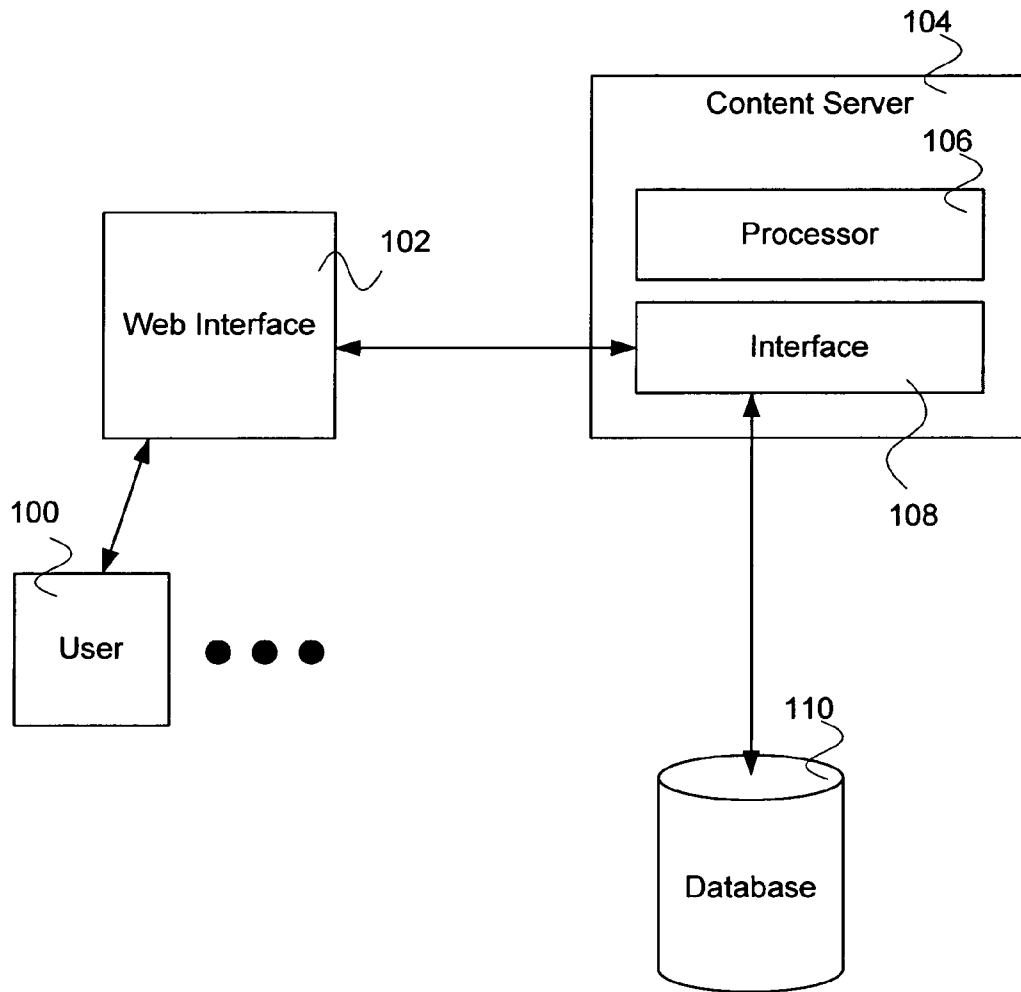 104
Content Server
106
Processor
102
Web Interface
Interface
100
108
User
110
Database